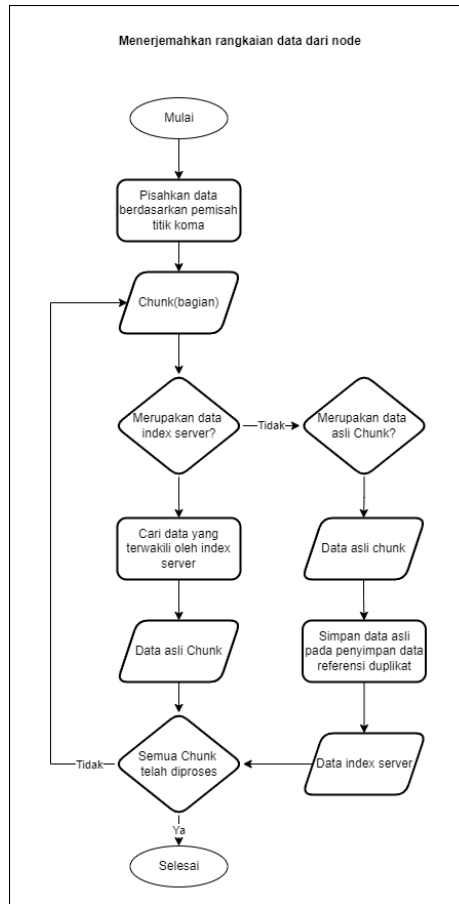 Menerjemahkan rangkaian data dari node
Mulai
Pisahkan data
berdasarkan pemisah
titik koma
Chunk(bagian)
Merupakan data
index server?
Tidak
Merupakan data
asli Chunk?
Cari data yang
terwakili oleh index
server
Data asli chunk
Data asli Chunk
Simpan data asli
pada penyimpan data
referensi duplikat
Semua Chunk
telah diproses
Tidak
Data index server
Ya
Selesai